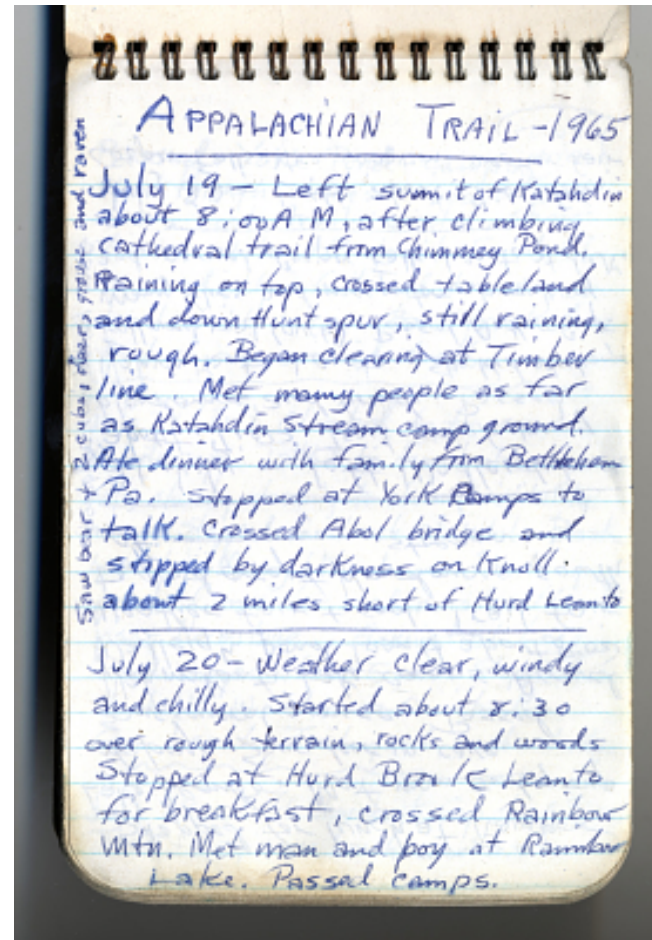 APPALACHIAN TRAIL -1965
July 19 - Left summit of Katahdin
about 8:00 A M, after climbing
cathedral trail from Chimmey Pond.
Raining on top, crossed tableland
and down Hunt spur, still raining,
rough. Began clearing at Timber
line. Met many people as far
as Katahdin Stream camp ground.
Ate dinner with family from Bethlehem
Pa. stopped at York Camps to
talk. Crossed Abol bridge and
stopped by darkness on Knoll.
about 2 miles short of Hurd Leanto
Saw bear + 2 cubs, deer, grouse and raven
July 20 - Weather clear, windy
and chilly. Started about 8:30
over rough terrain, rocks and woods
Stopped at Hurd Brook Leanto
for breakfast, crossed Rainbow
Mtn. Met man and boy at Rainbow
Lake. Passed camps.